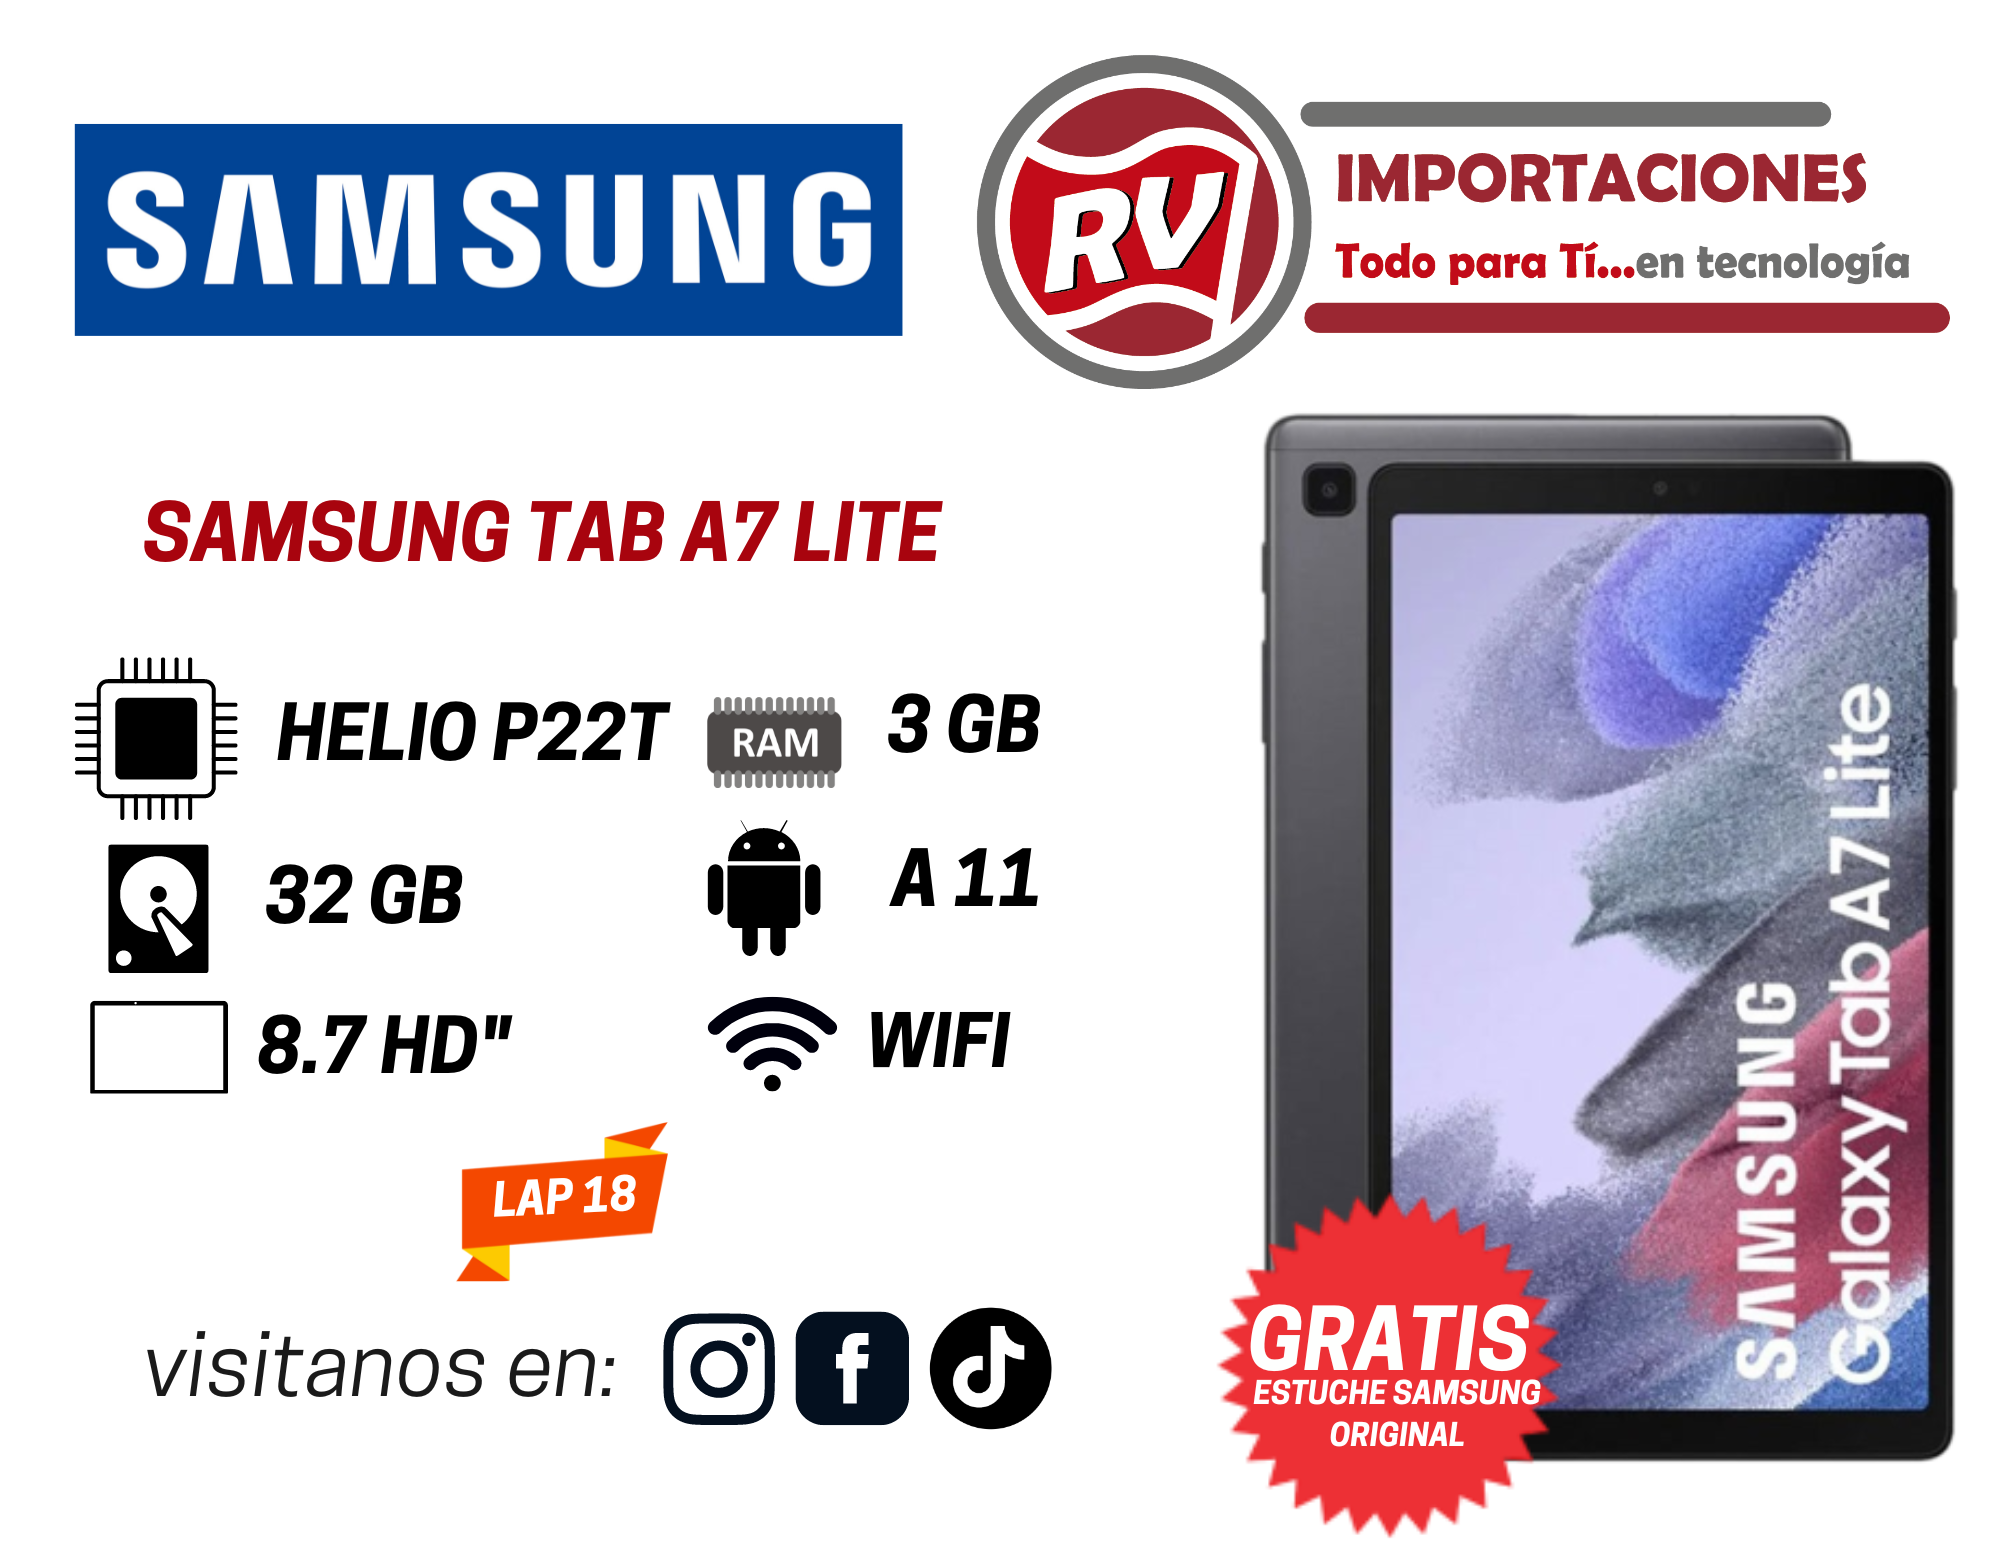 SAMSUNG
RV
IMPORTACIONES
Todo para Tí...en tecnología
SAMSUNG TAB A7 LITE
HELIO P22T
RAM
3 GB
32 GB
A 11
8.7 HD"
WIFI
LAP 18
visitanos en:
f
SAMSUNG
Galaxy Tab A7 Lite
GRATIS
ESTUCHE SAMSUNG
ORIGINAL